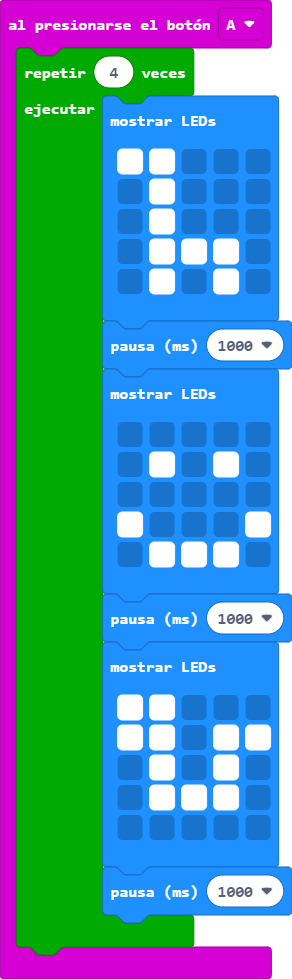 al presionarse el botón A
repetir 4 veces
ejecutar
mostrar LEDs
pausa (ms) 1000
mostrar LEDs
pausa (ms) 1000
mostrar LEDs
pausa (ms) 1000